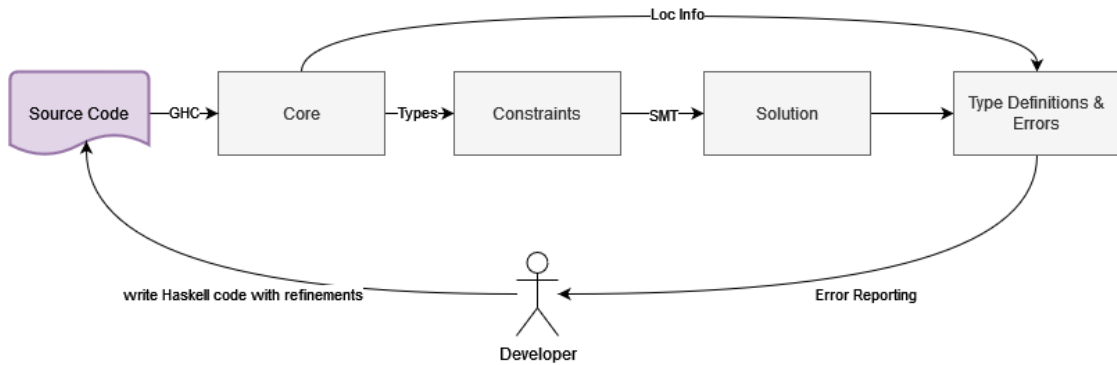 Loc Info
Source Code
GHC
Core
Types
Constraints
SMT
Solution
Type Definitions &
Errors
write Haskell code with refinements
Error Reporting
Developer